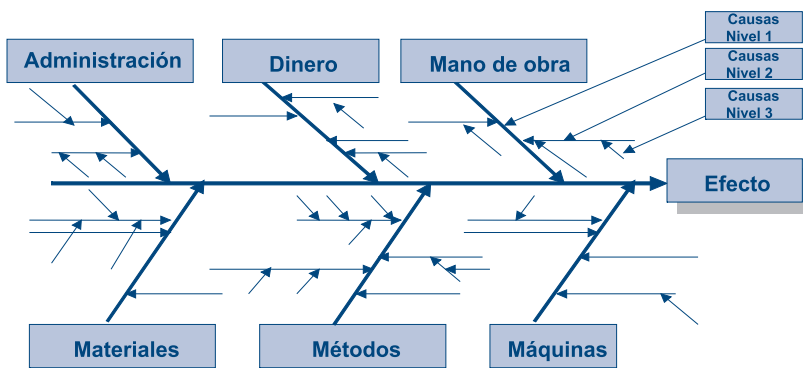 Administración
Dinero
Mano de obra
Causas
Nivel 1
Causas
Nivel 2
Causas
Nivel 3
Efecto
Materiales
Métodos
Máquinas